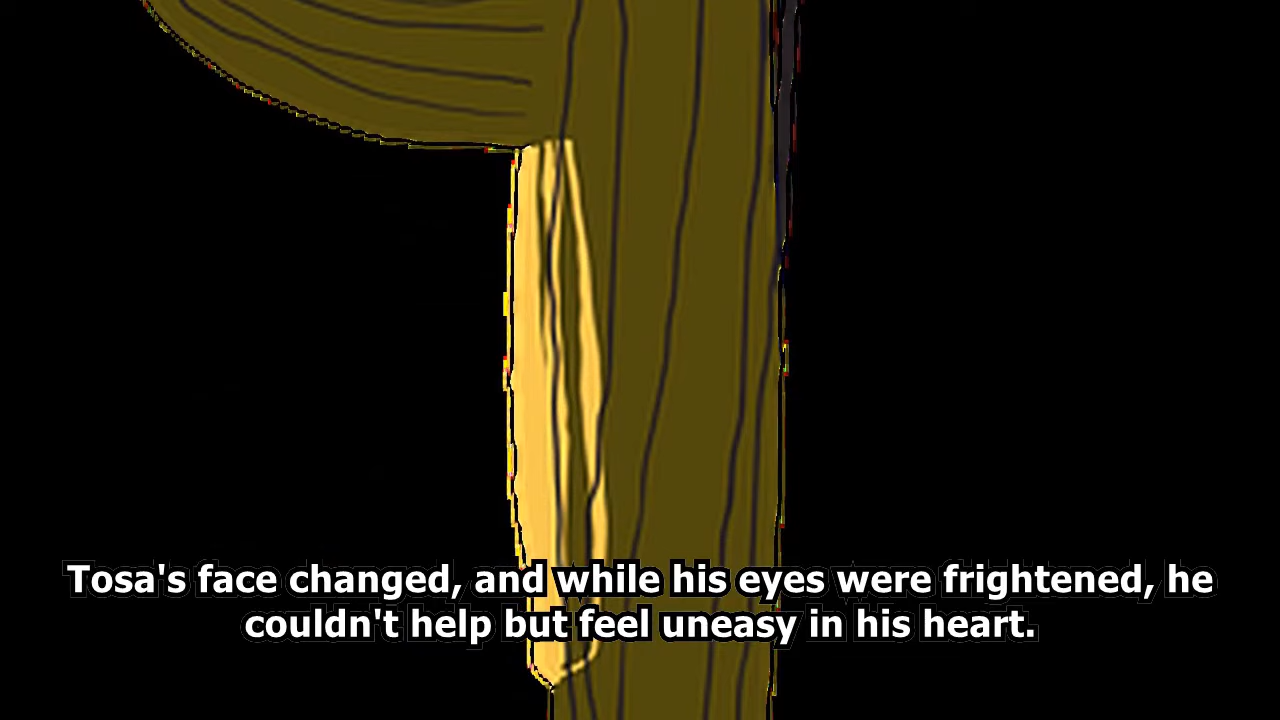 Tosa's face changed, and while his eyes were frightened, he
couldn't help but feel uneasy in his heart.